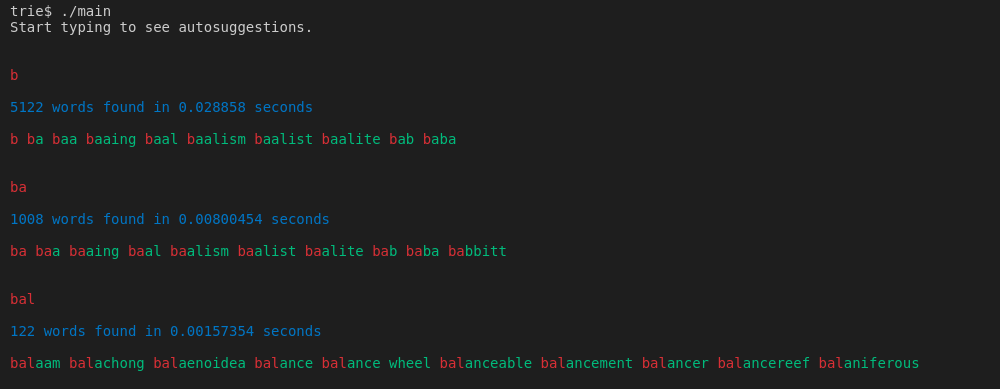 trie$ ./main
Start typing to see autosuggestions.
b
5122 words found in 0.028858 seconds
b ba baa baaing baal baalism baalist baalite bab baba
ba
1008 words found in 0.00800454 seconds
ba baa baaing baal baalism baalist baalite bab baba babbitt
bal
122 words found in 0.00157354 seconds
balaam balachong balaenoidea balance balance wheel balanceable balancement balancer balancereef balaniferous